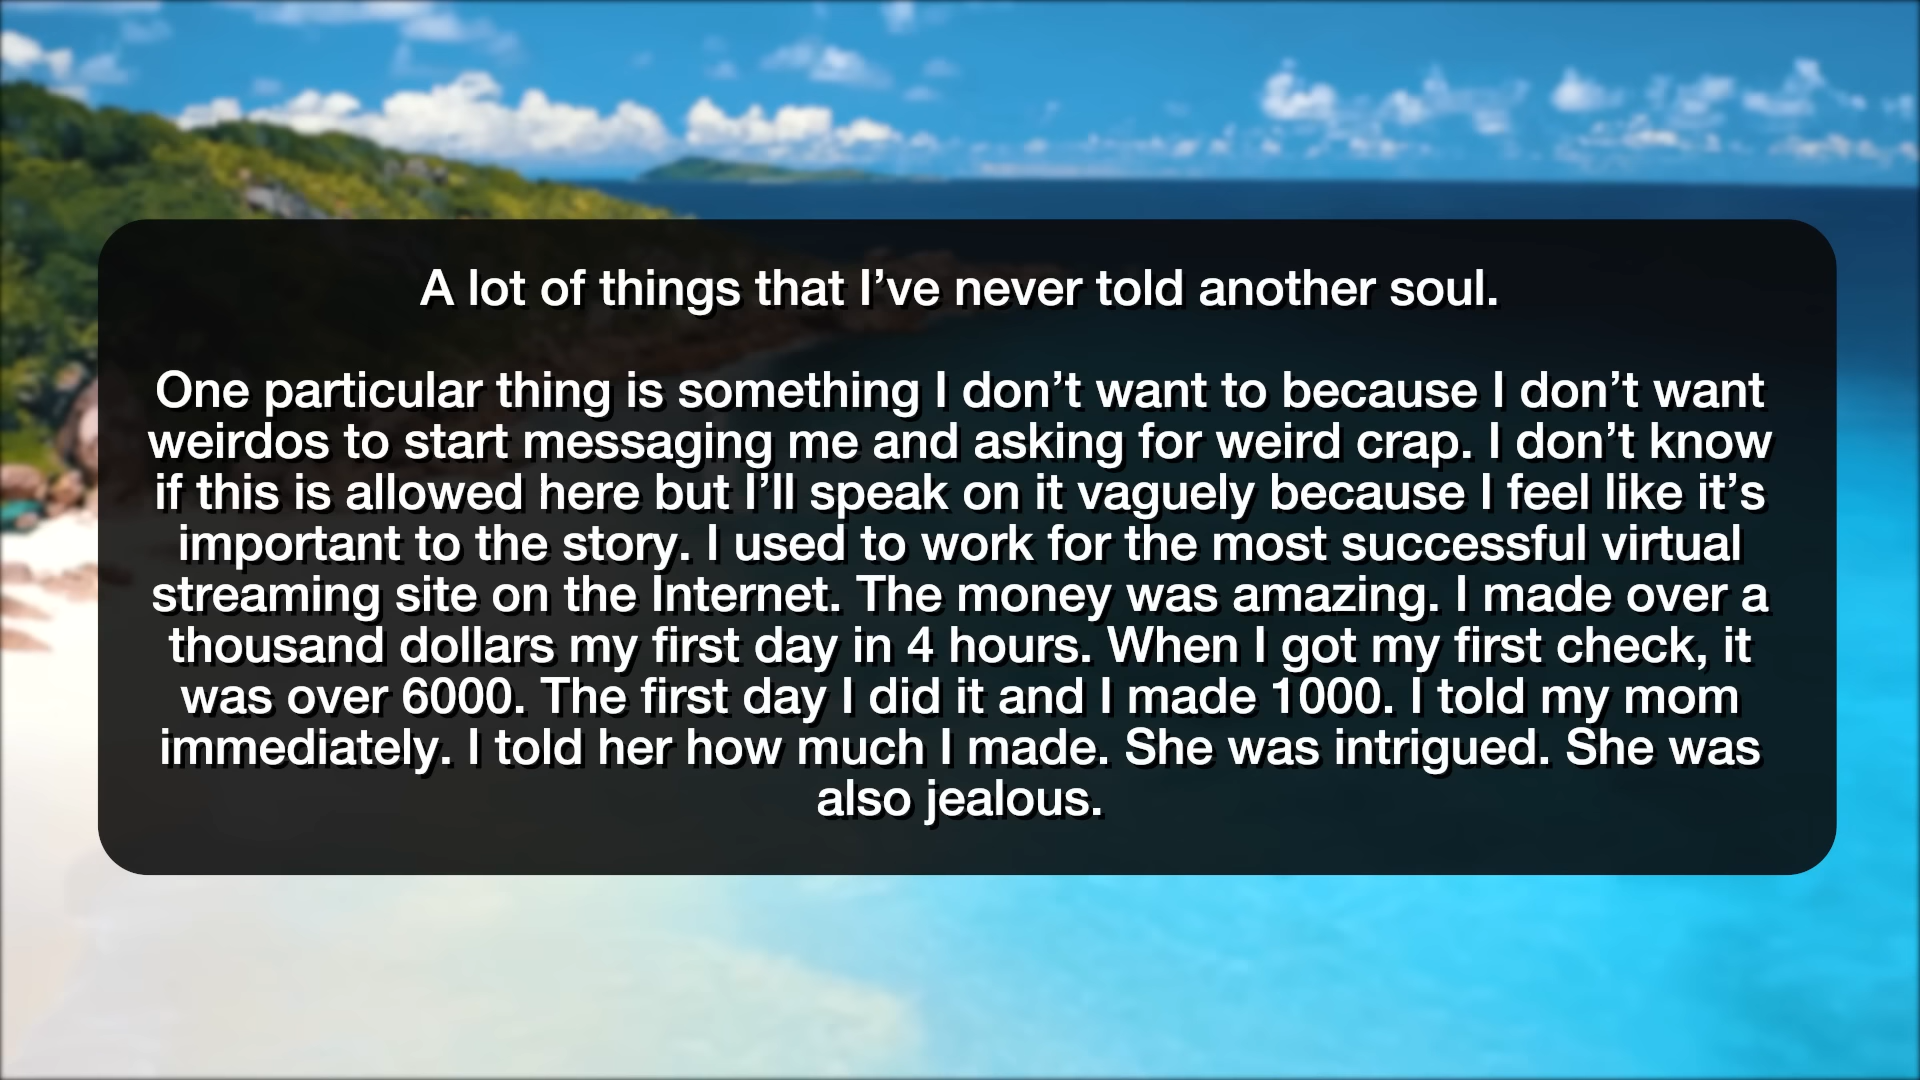 A lot of things that I’ve never told another soul.
One particular thing is something I don’t want to because I don’t want
weirdos to start messaging me and asking for weird crap. I don’t know
if this is allowed here but I’ll speak on it vaguely because I feel like it’s
important to the story. I used to work for the most successful virtual
streaming site on the Internet. The money was amazing. I made over a
thousand dollars my first day in 4 hours. When I got my first check, it
was over 6000. The first day I did it and I made 1000. I told my mom
immediately. I told her how much I made. She was intrigued. She was
also jealous.